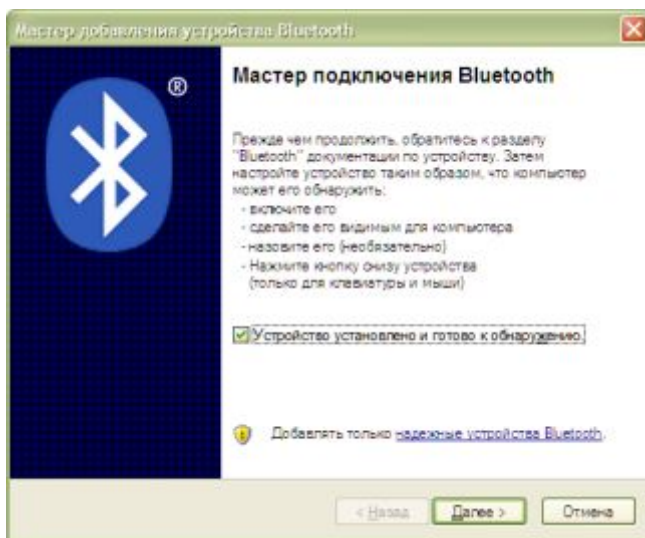 Мастер добавления устройства Bluetooth
®
Мастер подключения Bluetooth
Прежде чем продолжить, обратитесь к разделу
"Bluetooth" документации по устройству. Затем
настройте устройство таким образом, что компьютер
может его обнаружить:
- включите его
- сделайте его видимым для компьютера
- назовите его (необязательно)
- Нажмите кнопку снизу устройства
(только для клавиатуры и мыши)
Устройство установлено и готово к обнаружению.
Добавлять только надежные устройства Bluetooth.
< Назад
Далее >
Отмена